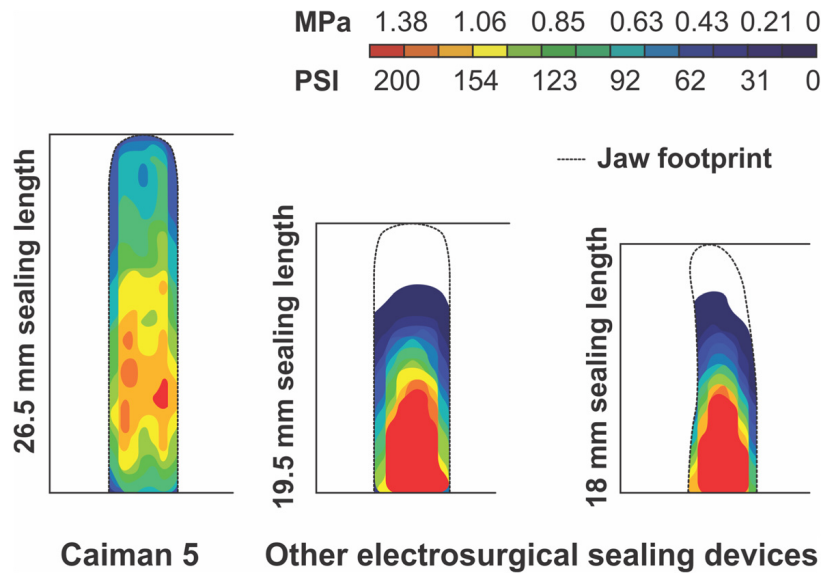 MPa 1.38 1.06 0.85 0.63 0.43 0.21 0
PSI 200 154 123 92 62 31 0
Jaw footprint
26.5 mm sealing length
19.5 mm sealing length
18 mm sealing length
Caiman 5
Other electrosurgical sealing devices